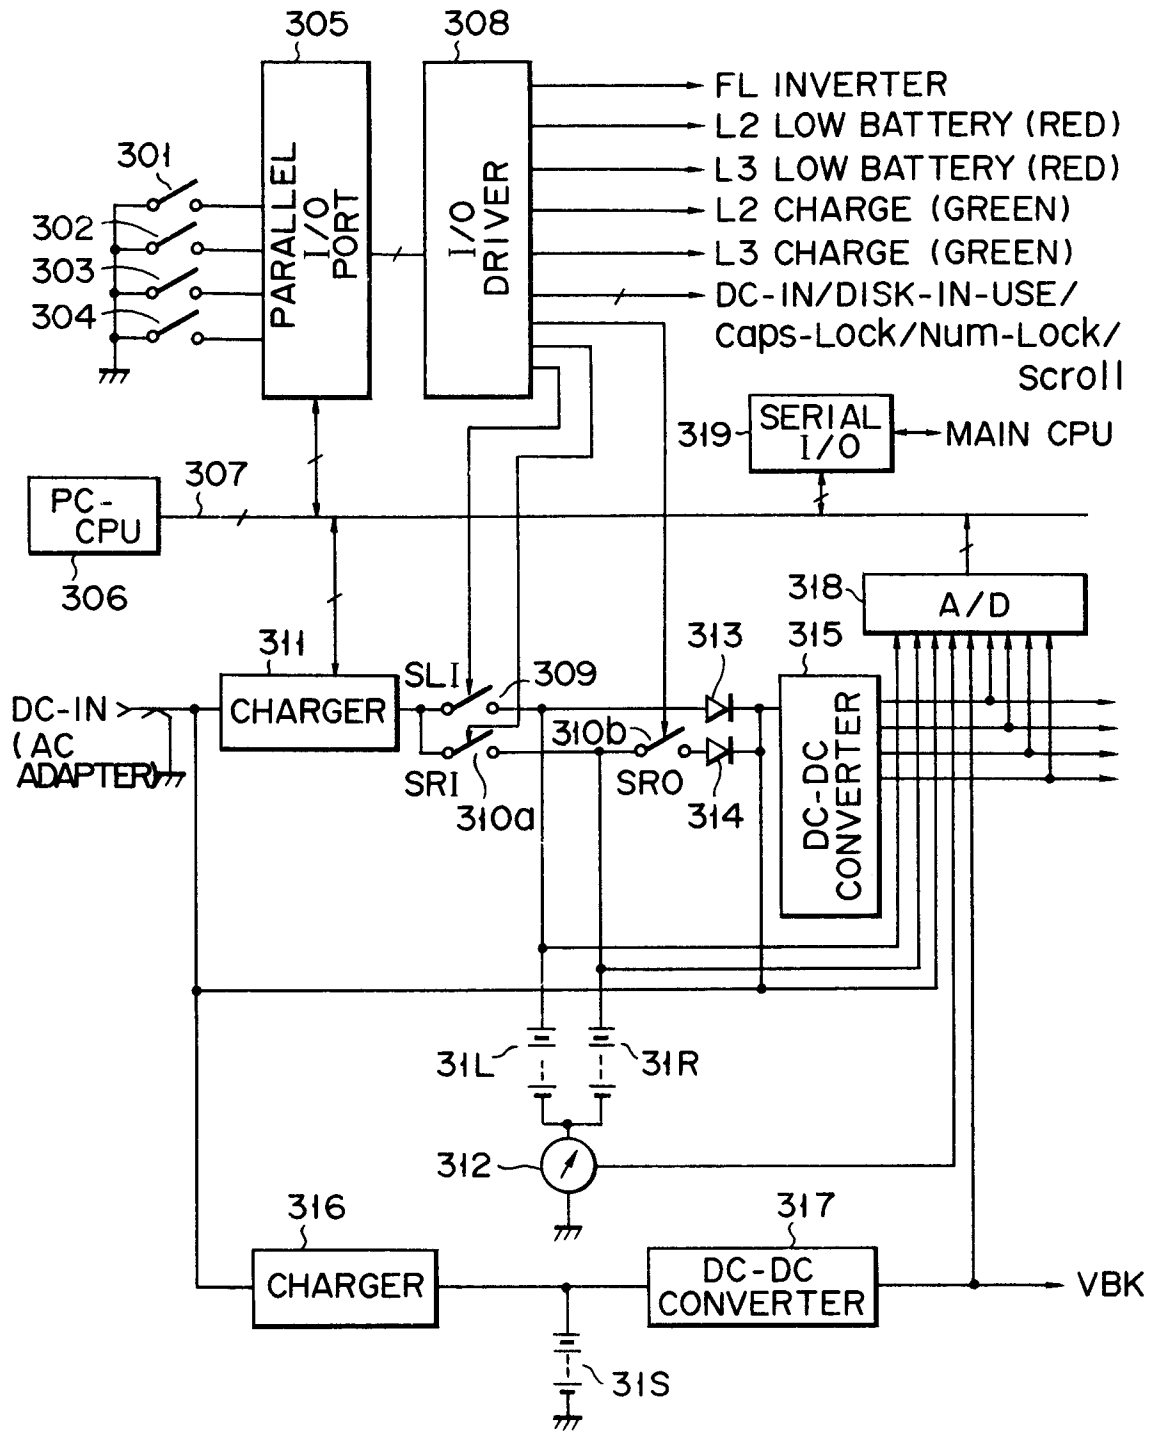 305
308
FL INVERTER
L2 LOW BATTERY (RED)
L3 LOW BATTERY (RED)
L2 CHARGE (GREEN)
L3 CHARGE (GREEN)
DC-IN/DISK-IN-USE/
Caps-Lock/Num-Lock/
Scroll
301
302
303
304
PARALLEL
I/O
PORT
I/O
DRIVER
319
SERIAL
I/O
MAIN CPU
PC-
CPU
306
307
318
A/D
311
CHARGER
SLI
309
313
315
DC-IN
(AC
ADAPTER)
SRI
310a
310b
SRO
314
DC-DC
CONVERTER
31L
31R
312
316
CHARGER
317
DC-DC
CONVERTER
VBK
31S